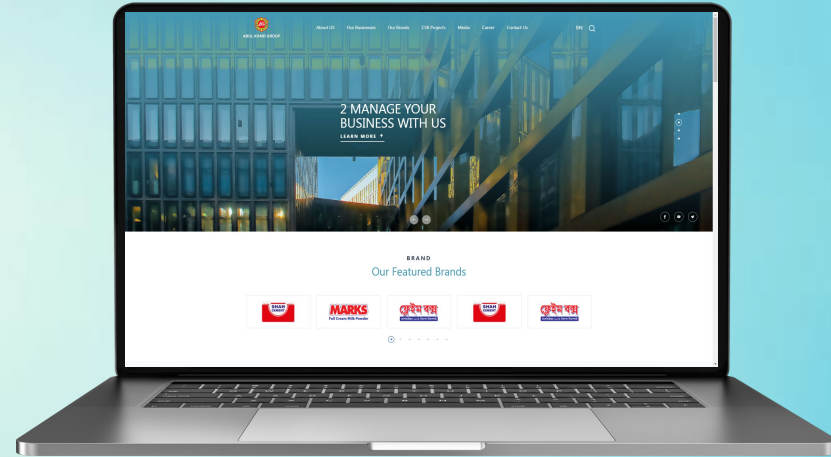 ABUL KHAIR GROUP
About US Our Businesses Our Brands CSR Projects Media Career Contact Us BN
2 MANAGE YOUR
BUSINESS WITH US
LEARN MORE +
BRAND
Our Featured Brands
SHAH
CEMENT
MARKS
Full Cream Milk Powder
SHAH
CEMENT